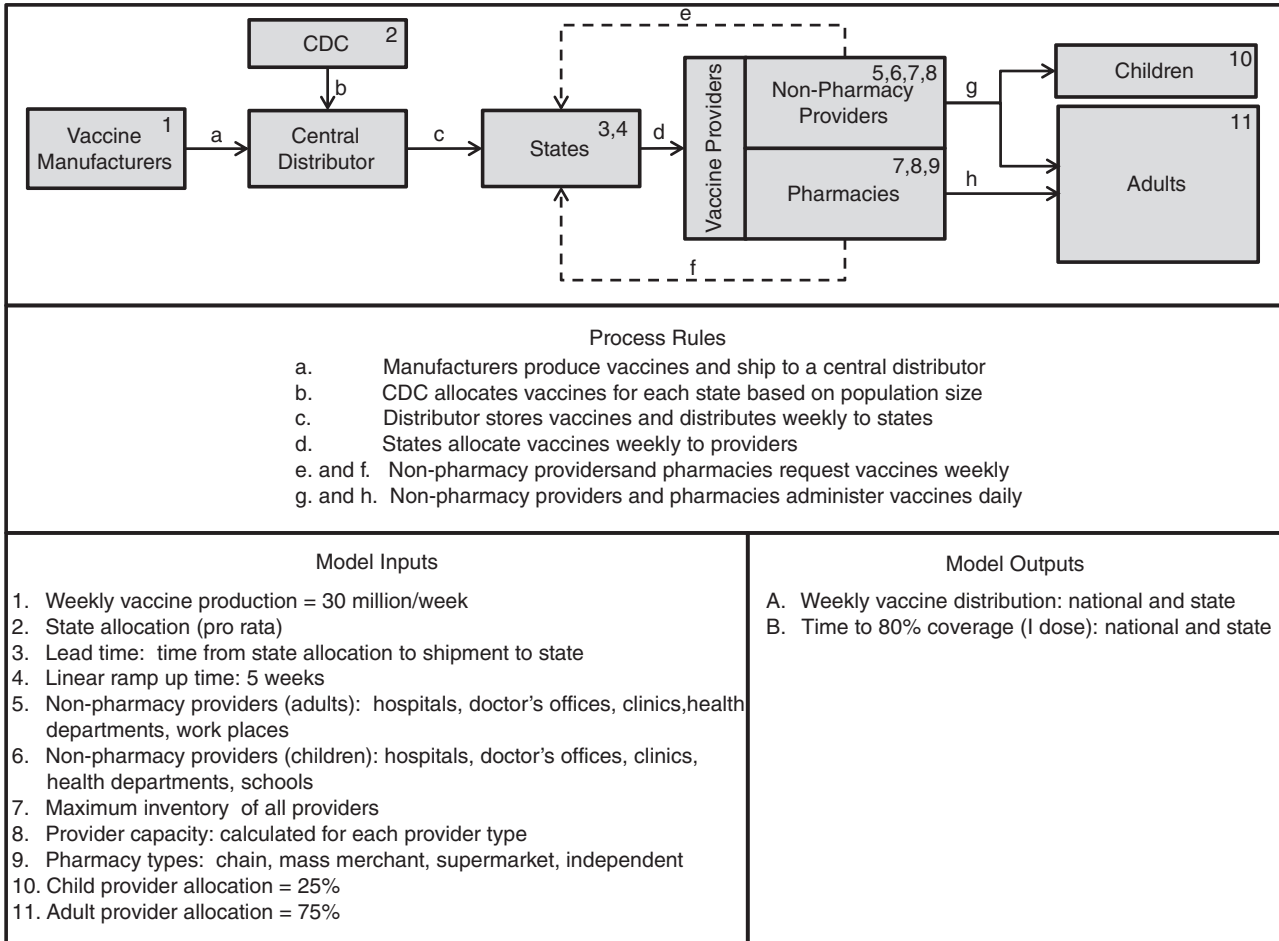 e
CDC 2
b
Vaccine Manufacturers 1
a
Central Distributor
c
States 3,4
d
Vaccine Providers
5,6,7,8
Non-Pharmacy Providers
7,8,9
Pharmacies
g
h
Children 10
11
Adults
f
Process Rules
a. Manufacturers produce vaccines and ship to a central distributor
b. CDC allocates vaccines for each state based on population size
c. Distributor stores vaccines and distributes weekly to states
d. States allocate vaccines weekly to providers
e. and f. Non-pharmacy providersand pharmacies request vaccines weekly
g. and h. Non-pharmacy providers and pharmacies administer vaccines daily
Model Inputs
1. Weekly vaccine production = 30 million/week
2. State allocation (pro rata)
3. Lead time: time from state allocation to shipment to state
4. Linear ramp up time: 5 weeks
5. Non-pharmacy providers (adults): hospitals, doctor's offices, clinics,health
departments, work places
6. Non-pharmacy providers (children): hospitals, doctor's offices, clinics,
health departments, schools
7. Maximum inventory of all providers
8. Provider capacity: calculated for each provider type
9. Pharmacy types: chain, mass merchant, supermarket, independent
10. Child provider allocation = 25%
11. Adult provider allocation = 75%
Model Outputs
A. Weekly vaccine distribution: national and state
B. Time to 80% coverage (I dose): national and state